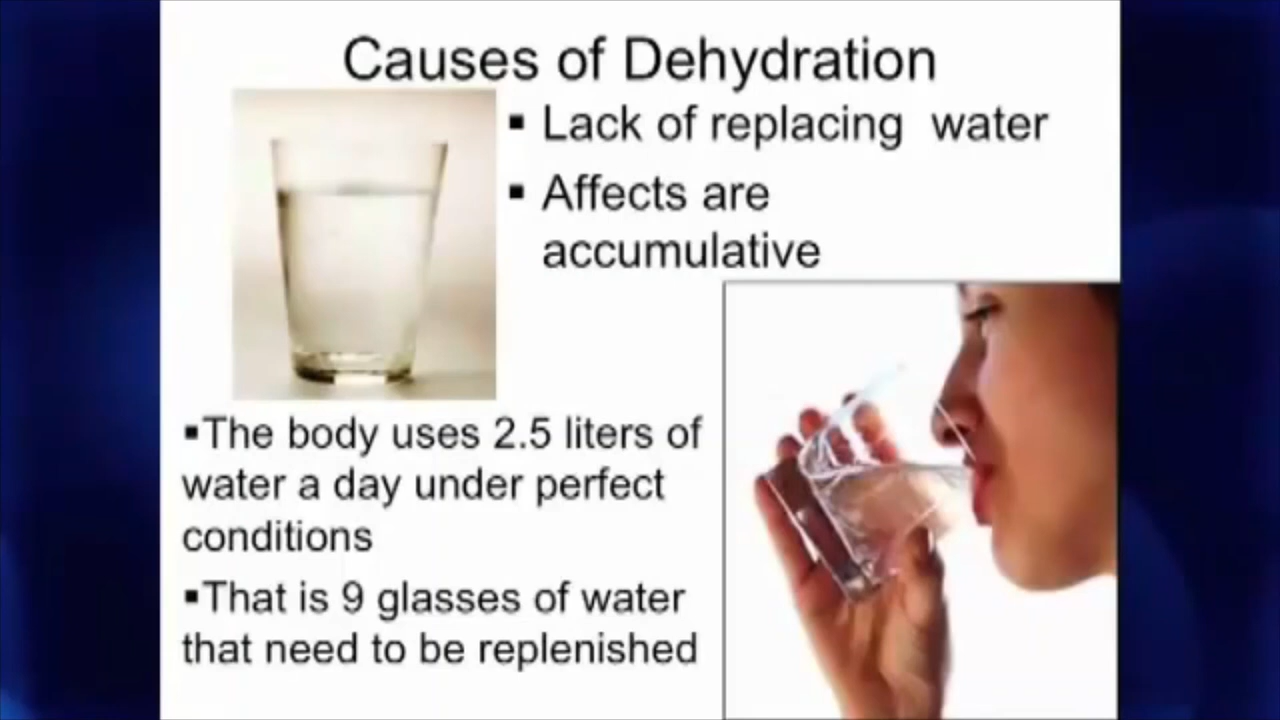 Causes of Dehydration
▪ Lack of replacing water
▪ Affects are
accumulative
▪The body uses 2.5 liters of
water a day under perfect
conditions
▪That is 9 glasses of water
that need to be replenished